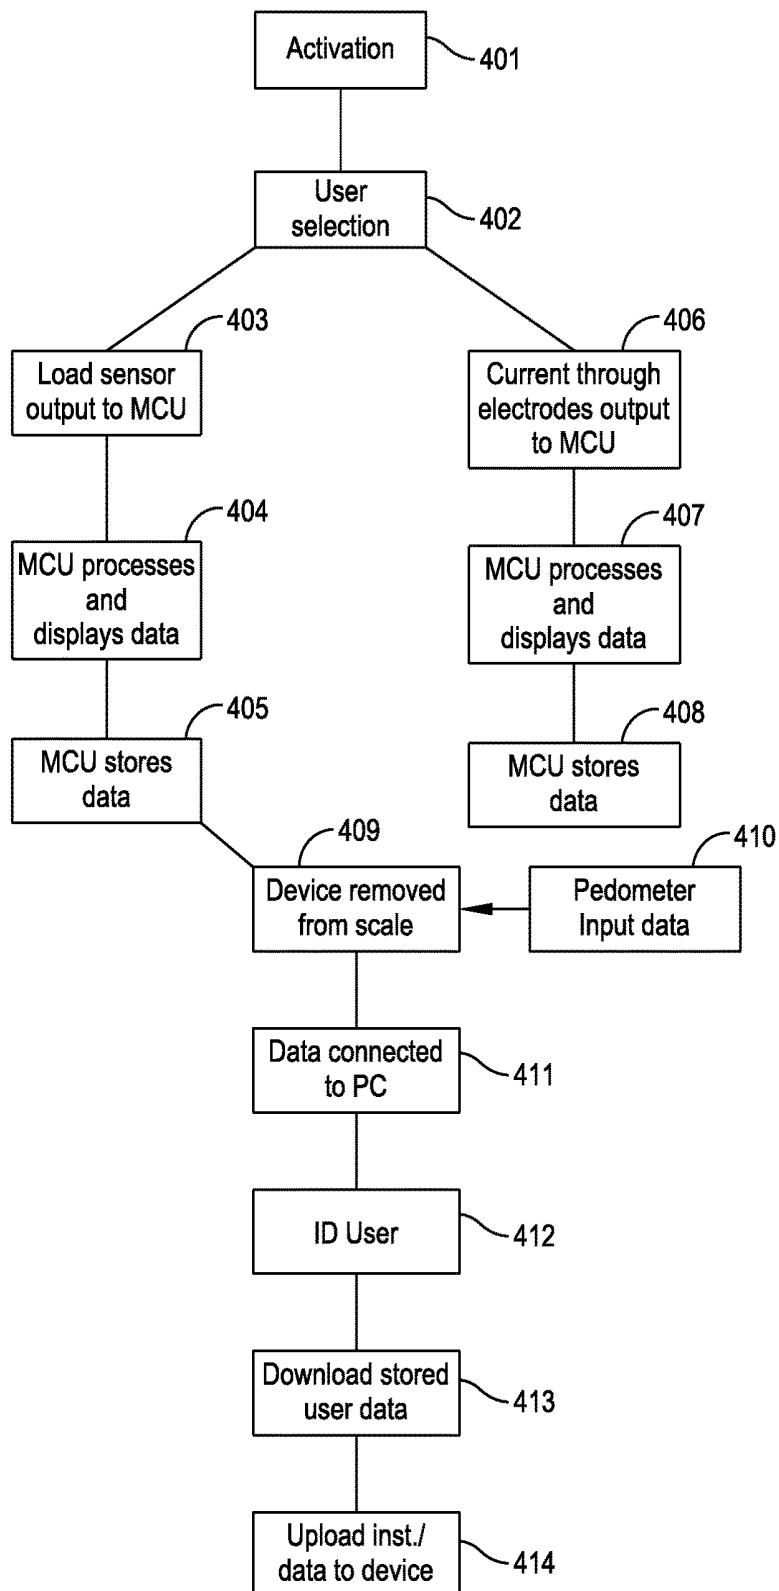 Activation
401
User
selection
402
403
Load sensor
output to MCU
406
Current through
electrodes output
to MCU
404
MCU processes
and
displays data
407
MCU processes
and
displays data
405
MCU stores
data
408
MCU stores
data
409
Device removed
from scale
410
Pedometer
Input data
Data connected
to PC
411
ID User
412
Download stored
user data
413
Upload inst./
data to device
414